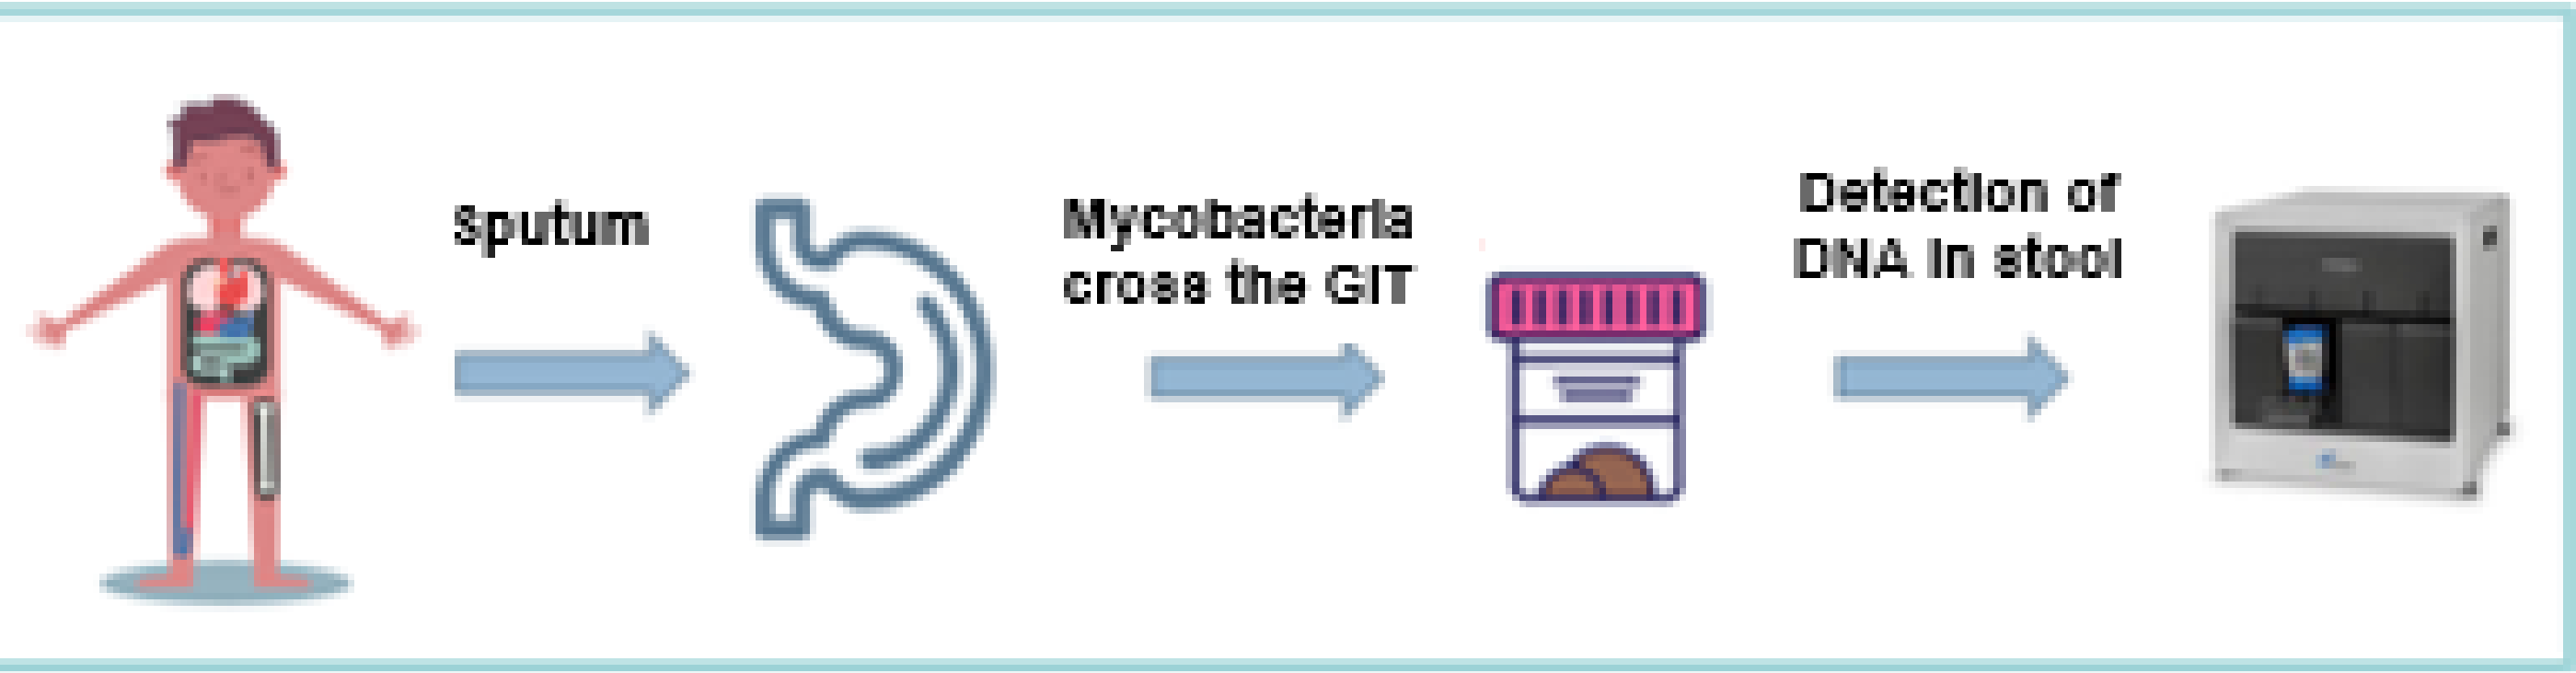 Sputum
Mycobacteria
cross the GIT
Detection of
DNA in stool